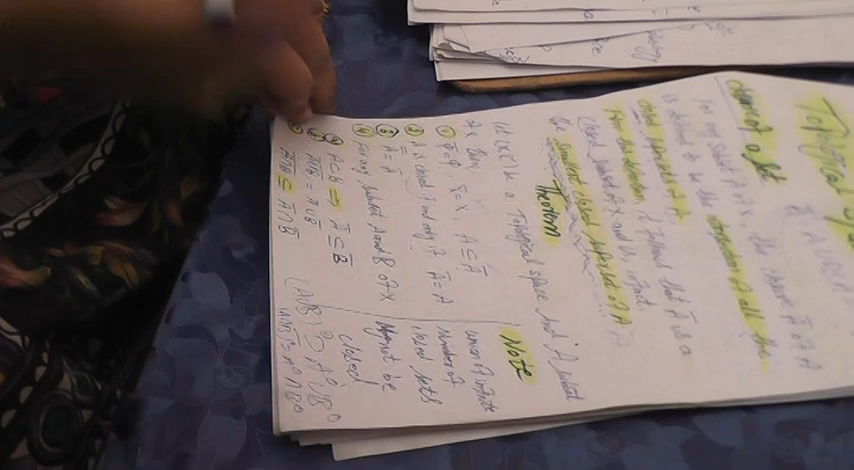 Topological
closure of a set
For any subset A of X, the closure A̅ of A
is defined to be the intersection of all the
closed supersets of A.
From the definition, it follows that A̅ is a
closed subset of X and is, infact
the smallest closed superset of A
Theorem
Let (X, τ) be a Topological space and A subset
of X then
① φ̅ = φ, X̅ = X, A ⊆ A̅
② A is closed if and only if A̅ = A
③ A̅ = A̅
④ For any subset A and B of X
A ⊆ B ⇒ A̅ ⊆ B̅
A∪B = A̅ ∪ B̅
A∩B ⊆ A̅ ∩ B̅
Note
union of infinite
number of
closed sets
may not be
closed
(A∪B)° ⊇ A° ∪ B°
(A∩B)° = A° ∩ B°